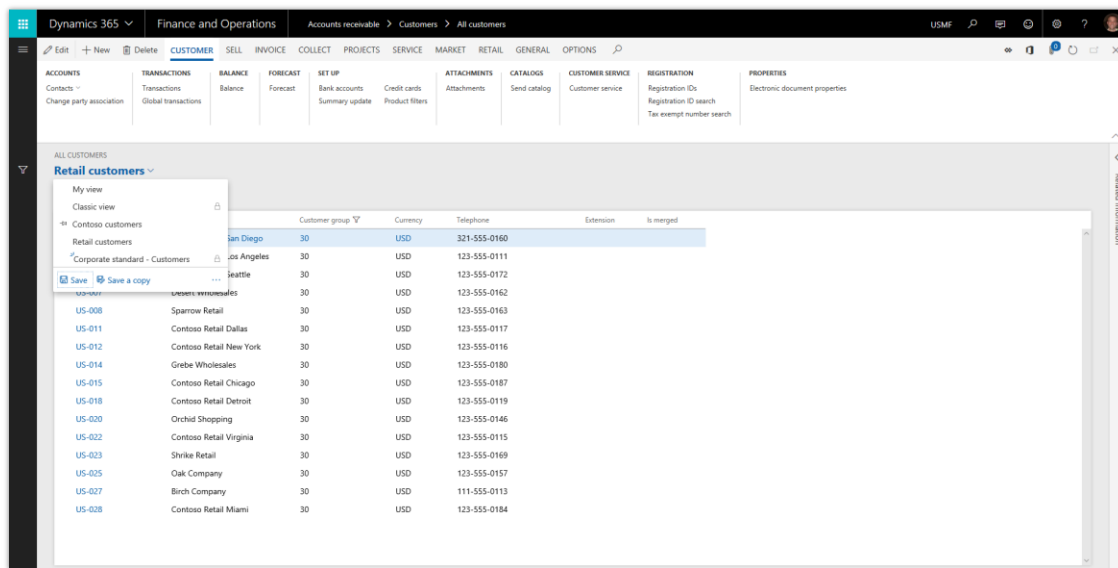 Dynamics 365 Finance and Operations Accounts receivable > Customers > All customers USMF ?
Edit + New Delete CUSTOMER SELL INVOICE COLLECT PROJECTS SERVICE MARKET RETAIL GENERAL OPTIONS 0
ACCOUNTS TRANSACTIONS BALANCE FORECAST SET UP ATTACHMENTS CATALOGS CUSTOMER SERVICE REGISTRATION PROPERTIES
Contacts Transactions Balance Forecast Bank accounts Credit cards Attachments Send catalog Customer service Registration IDs Electronic document properties
Change party association Global transactions Summary update Product filters Registration ID search
Tax exempt number search
ALL CUSTOMERS
Retail customers
My view
Classic view
Contoso customers
Retail customers
Corporate standard - Customers
Save Save a copy ...
Customer group Currency Telephone Extension Is merged
San Diego 30 USD 321-555-0160
Los Angeles 30 USD 123-555-0111
Seattle 30 USD 123-555-0172
US-007 Desert Wholesales 30 USD 123-555-0162
US-008 Sparrow Retail 30 USD 123-555-0163
US-011 Contoso Retail Dallas 30 USD 123-555-0117
US-012 Contoso Retail New York 30 USD 123-555-0116
US-014 Grebe Wholesales 30 USD 123-555-0180
US-015 Contoso Retail Chicago 30 USD 123-555-0187
US-018 Contoso Retail Detroit 30 USD 123-555-0119
US-020 Orchid Shopping 30 USD 123-555-0146
US-022 Contoso Retail Virginia 30 USD 123-555-0115
US-023 Shrike Retail 30 USD 123-555-0169
US-025 Oak Company 30 USD 123-555-0157
US-027 Birch Company 30 USD 111-555-0113
US-028 Contoso Retail Miami 30 USD 123-555-0184